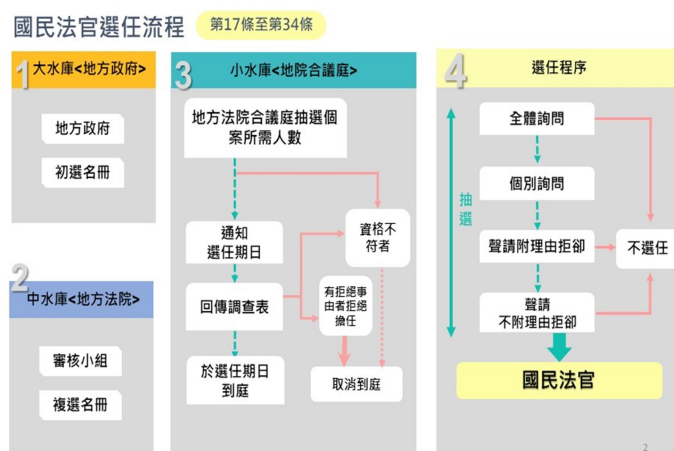 國民法官選任流程
第17條至第34條
1
大水庫<地方政府>
地方政府
初選名冊
2
中水庫<地方法院>
審核小組
複選名冊
3
小水庫<地院合議庭>
地方法院合議庭抽選個
案所需人數
通知
選任期日
資格不
符者
回傳調查表
有拒絕事
由者拒絕
擔任
於選任期日
到庭
取消到庭
4
選任程序
抽選
全體詢問
個別詢問
聲請附理由拒卻
不選任
聲請
不附理由拒卻
國民法官
2